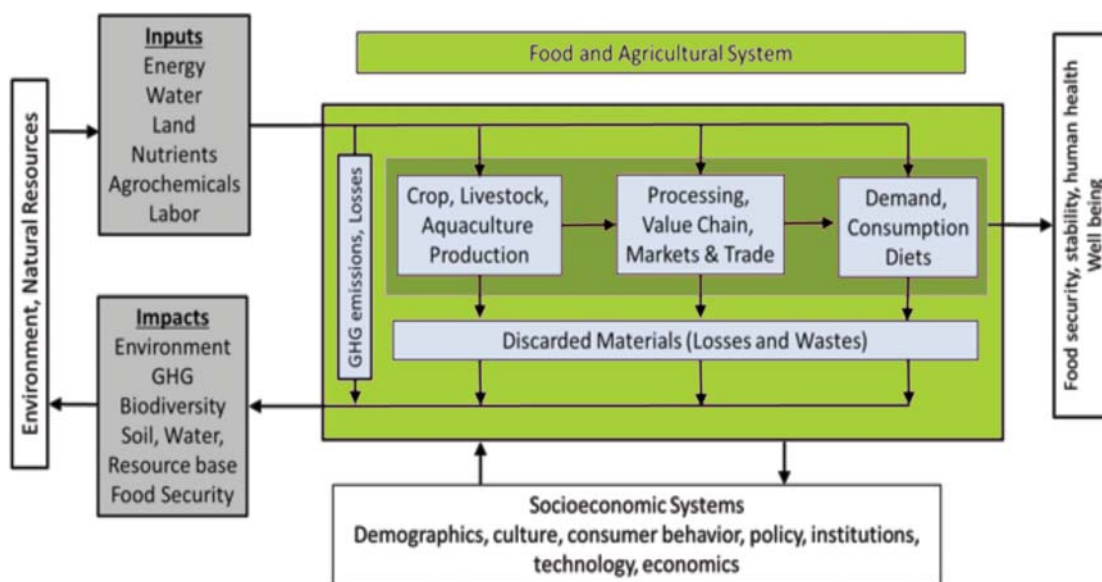 Inputs
Energy
Water
Land
Nutrients
Agrochemicals
Labor
Environment, Natural Resources
Impacts
Environment
GHG
Biodiversity
Soil, Water,
Resource base
Food Security
Food and Agricultural System
GHG emissions, Losses
Crop, Livestock,
Aquaculture
Production
Processing,
Value Chain,
Markets & Trade
Demand,
Consumption
Diets
Discarded Materials (Losses and Wastes)
Socioeconomic Systems
Demographics, culture, consumer behavior, policy, institutions,
technology, economics
Food security, stability, human health
Well being